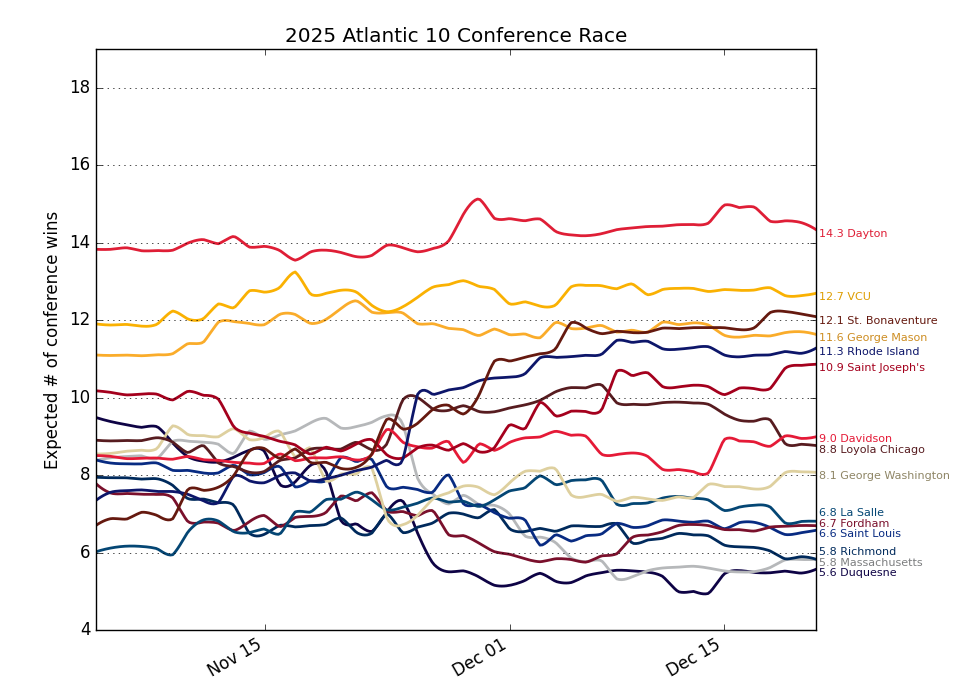 2025 Atlantic 10 Conference Race
Expected # of conference wins
18
16
14
12
10
8
6
4
Nov 15
Dec 01
Dec 15
14.3 Dayton
12.7 VCU
12.1 St. Bonaventure
11.6 George Mason
11.3 Rhode Island
10.9 Saint Joseph's
9.0 Davidson
8.8 Loyola Chicago
8.1 George Washington
6.8 La Salle
6.7 Fordham
6.6 Saint Louis
5.8 Richmond
5.8 Massachusetts
5.6 Duquesne